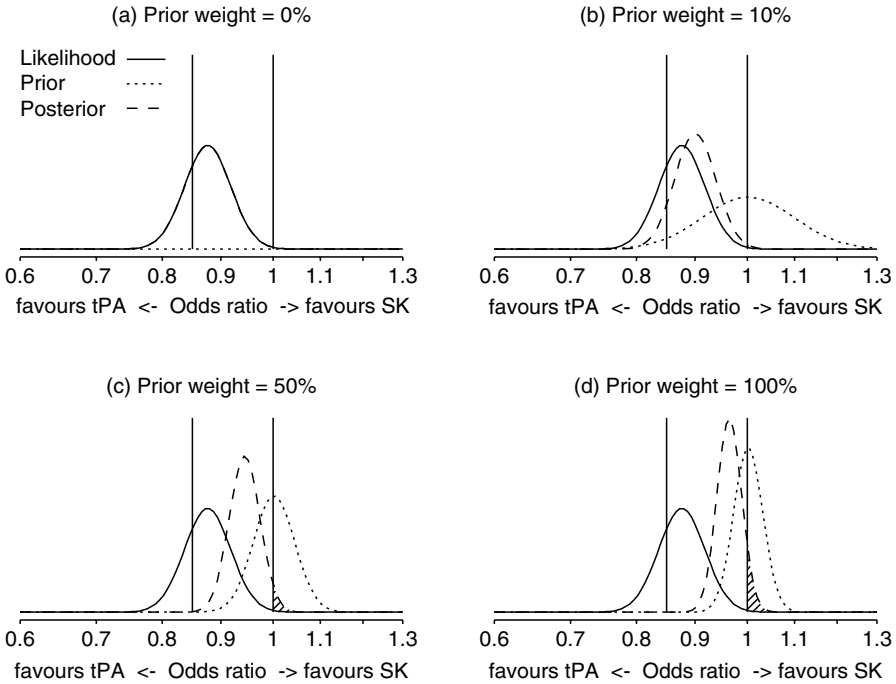 (a) Prior weight = 0%
Likelihood
Prior
Posterior
0.6 0.7 0.8 0.9 1 1.1 1.3
favours tPA <- Odds ratio -> favours SK
(b) Prior weight = 10%
0.6 0.7 0.8 0.9 1 1.1 1.3
favours tPA <- Odds ratio -> favours SK
(c) Prior weight = 50%
0.6 0.7 0.8 0.9 1 1.1 1.3
favours tPA <- Odds ratio -> favours SK
(d) Prior weight = 100%
0.6 0.7 0.8 0.9 1 1.1 1.3
favours tPA <- Odds ratio -> favours SK